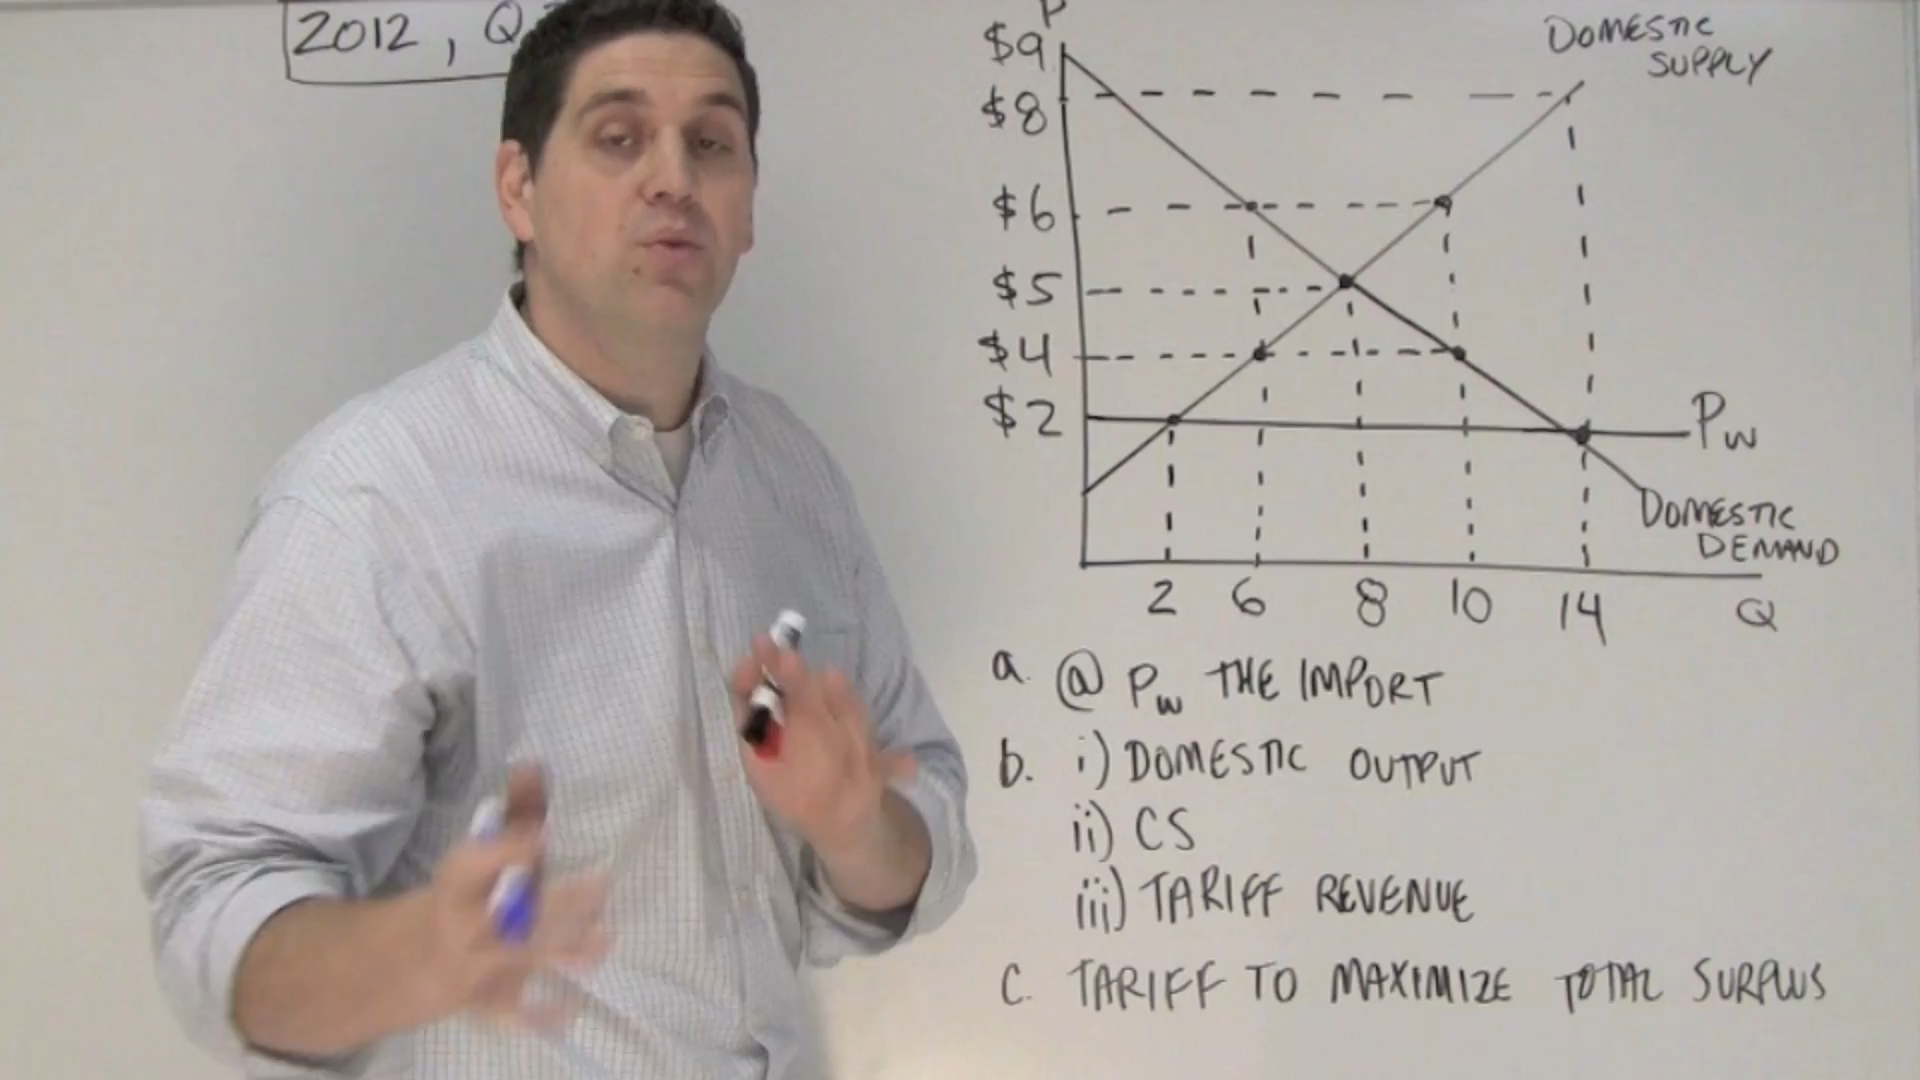 2012, Q
P
$9
$8
$6
$5
$4
$2
DOMESTIC
SUPPLY
Pw
DOMESTIC
DEMAND
2 6 8 10 14 Q
a. @ Pw THE IMPORT
b. i) DOMESTIC OUTPUT
ii) CS
iii) TARIFF REVENUE
c. TARIFF TO MAXIMIZE TOTAL SURPLUS